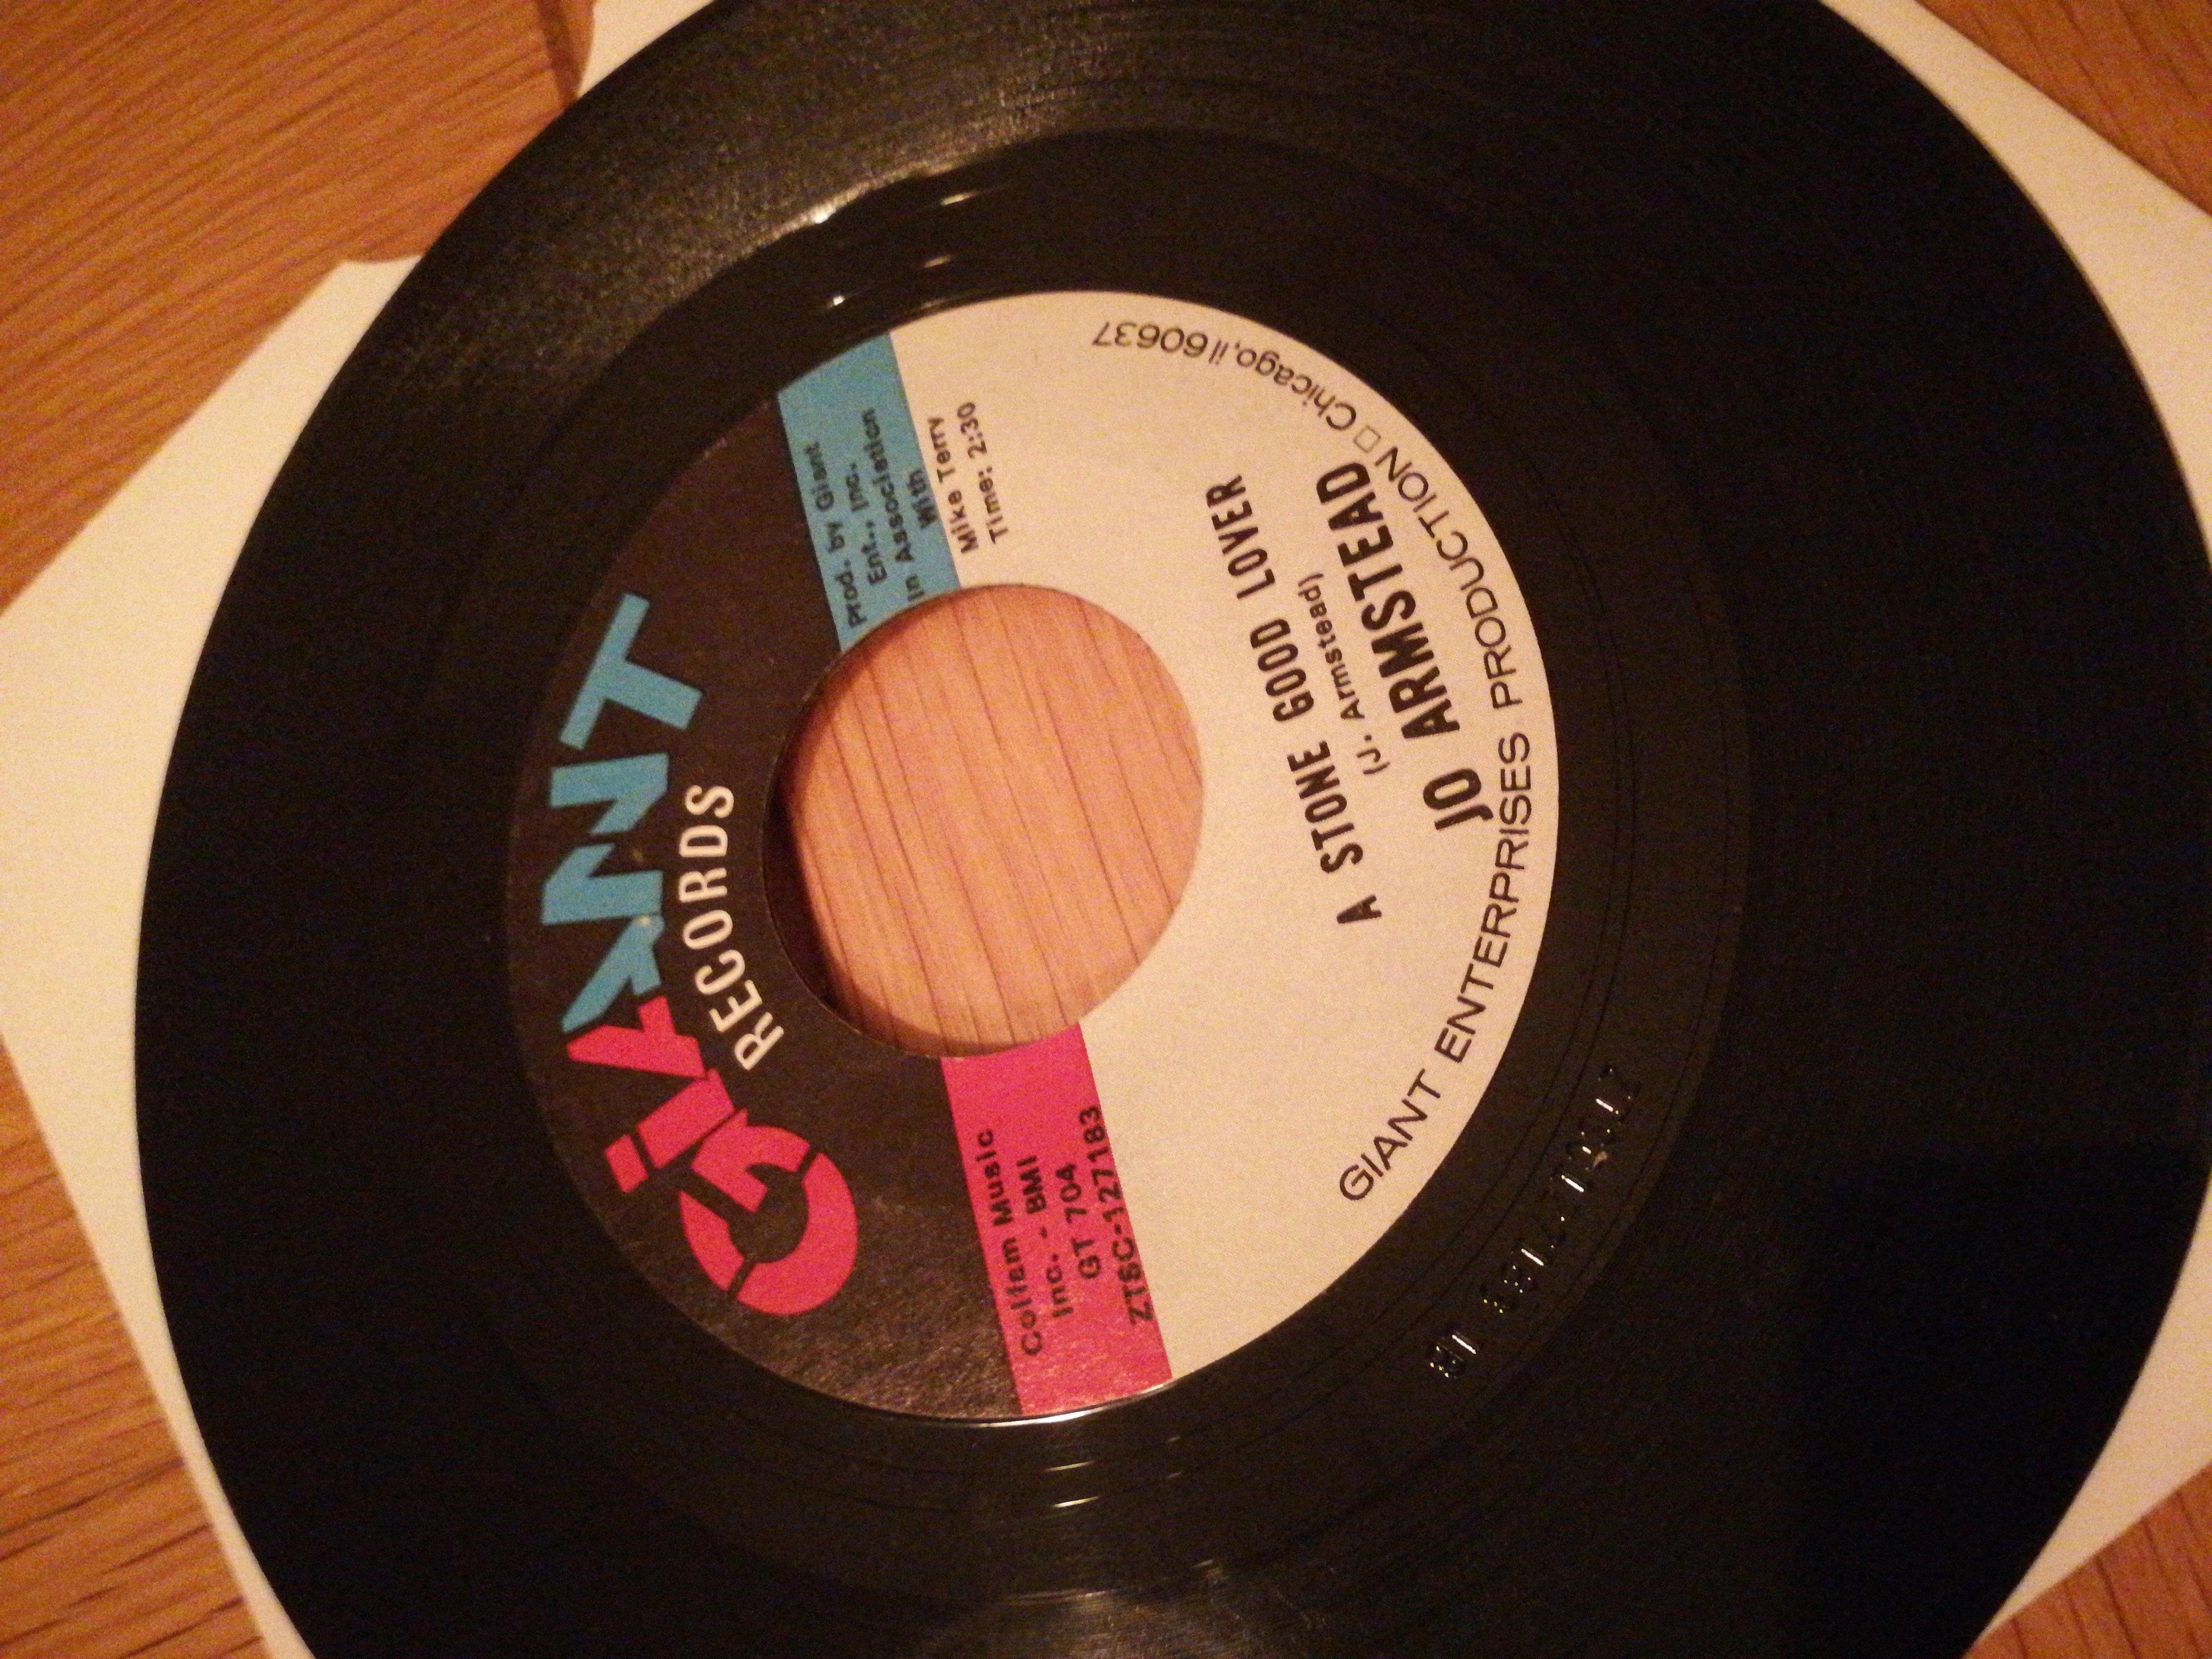 GiANT
RECORDS
Collfam Music
Inc. - BMI
GT 704
ZTSC-127183
Prod. by Giant
Ent., Inc.
In Association
With
Mike Terry
Time: 2:30
A STONE GOOD LOVER
(J. Armstead)
JO ARMSTEAD
GIANT ENTERPRISES PRODUCTION □ Chicago, il 60637